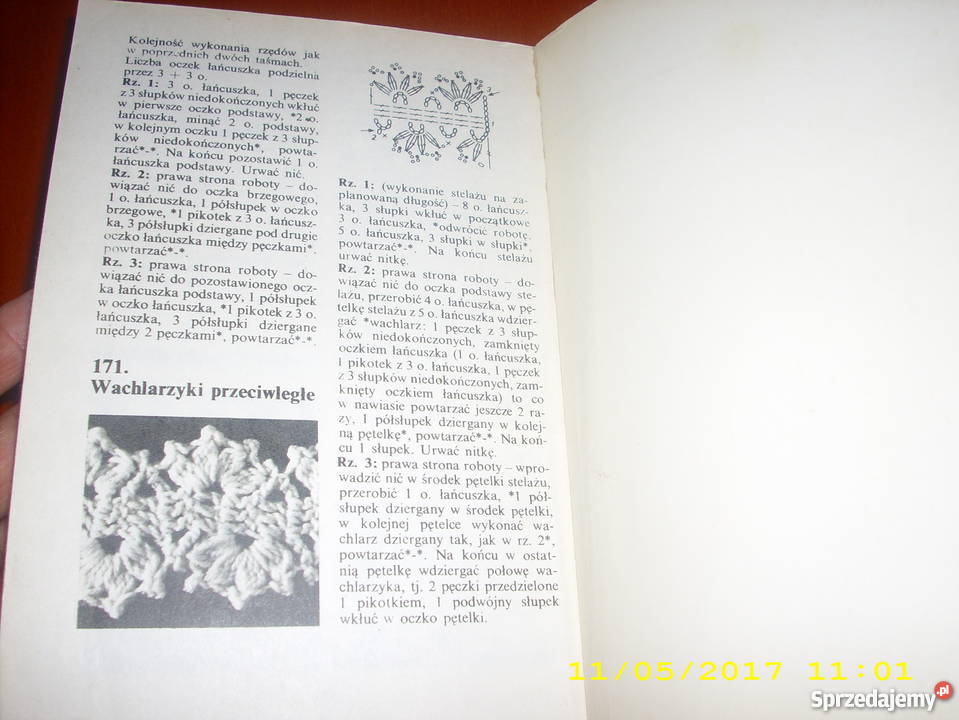 Kolejność wykonania rzędów jak
w poprzednich dwóch taśmach.
Liczba oczek łańcuszka podzielna
przez 3 + 3 o.
Rz. 1: 3 o. łańcuszka, 1 pęczek
z 3 słupków niedokończonych wkłuć
w pierwsze oczko podstawy, *2 o.
łańcuszka, minąć 2 o. podstawy,
w kolejnym oczku 1 pęczek z 3 słup-
ków niedokończonych*, powta-
rzać*-*. Na końcu pozostawić 1 o.
łańcuszka podstawy. Urwać nić.
Rz. 2: prawa strona roboty – do-
wiązać nić do oczka brzegowego,
1 o. łańcuszka, 1 półsłupek w oczko
brzegowe, *1 pikotek z 3 o. łańcusz-
ka, 3 półsłupki dziergane pod drugie
oczko łańcuszka między pęczkami*.
powtarzać*-*.
Rz. 3: prawa strona roboty – do-
wiązać nić do pozostawionego ocz-
ka łańcuszka podstawy, 1 półsłupek
w oczko łańcuszka, *1 pikotek z 3 o.
łańcuszka, 3 półsłupki dziergane
między 2 pęczkami*, powtarzać*-*.
171.
Wachlarzyki przeciwległe
Rz. 1: (wykonanie stelażu na za-
planowaną długość) – 8 o. łańcusz-
ka, 3 słupki wkłuć w początkowe
3 o. łańcuszka, *odwrócić robotę,
5 o. łańcuszka, 3 słupki w słupki*,
powtarzać*-*. Na końcu stelażu
urwać nitkę.
Rz. 2: prawa strona roboty – do-
wiązać nić do oczka podstawy ste-
lażu, przerobić 4 o. łańcuszka, w pę-
telkę stelażu z 5 o. łańcuszka wdzier-
gać *wachlarz: 1 pęczek z 3 słup-
ków niedokończonych, zamknięty
oczkiem łańcuszka (1 o. łańcuszka,
1 pikotek z 3 o. łańcuszka, 1 pęczek
z 3 słupków niedokończonych, zam-
knięty oczkiem łańcuszka) to co
w nawiasie powtarzać jeszcze 2 ra-
zy, 1 półsłupek dziergany w kolej-
ną pętelkę*, powtarzać*-*. Na koń-
cu 1 słupek. Urwać nitkę.
Rz. 3: prawa strona roboty – wpro-
wadzić nić w środek pętelki stelażu,
przerobić 1 o. łańcuszka, *1 pół-
słupek dziergany w środek pętelki,
w kolejnej pętelce wykonać wa-
chlarz dziergany tak, jak w rz. 2*,
powtarzać*-*. Na końcu w ostat-
nią pętelkę wdziergać połowę wa-
chlarzyka, tj. 2 pęczki przedzielone
1 pikotkiem, 1 podwójny słupek
wkłuć w oczko pętelki.
11/05/2017 11:01
Sprzedajemy.pl